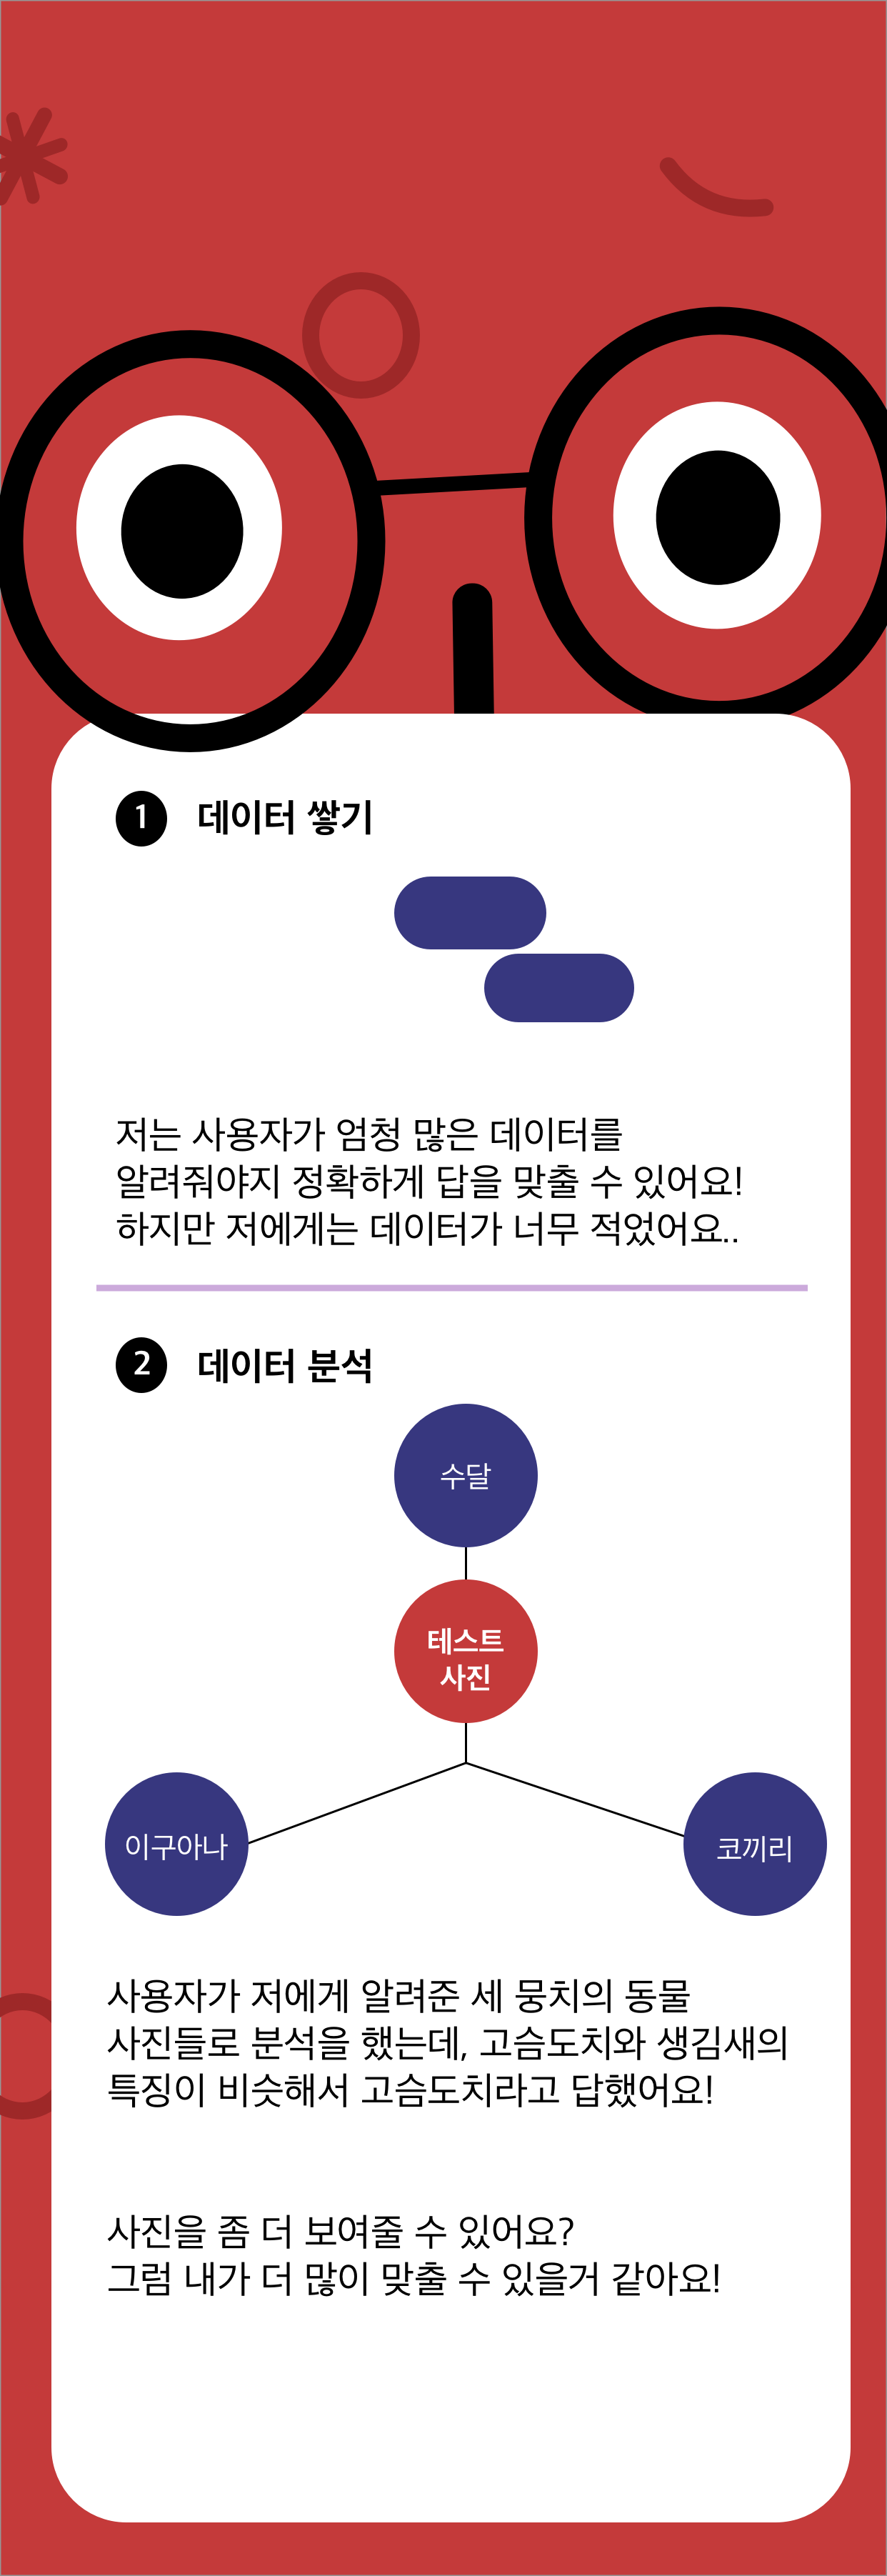 1 데이터 쌓기
저는 사용자가 엄청 많은 데이터를
알려줘야지 정확하게 답을 맞출 수 있어요!
하지만 저에게는 데이터가 너무 적었어요..
2 데이터 분석
수달
테스트
사진
이구아나
코끼리
사용자가 저에게 알려준 세 뭉치의 동물
사진들로 분석을 했는데, 고슴도치와 생김새의
특징이 비슷해서 고슴도치라고 답했어요!
사진을 좀 더 보여줄 수 있어요?
그럼 내가 더 많이 맞출 수 있을거 같아요!